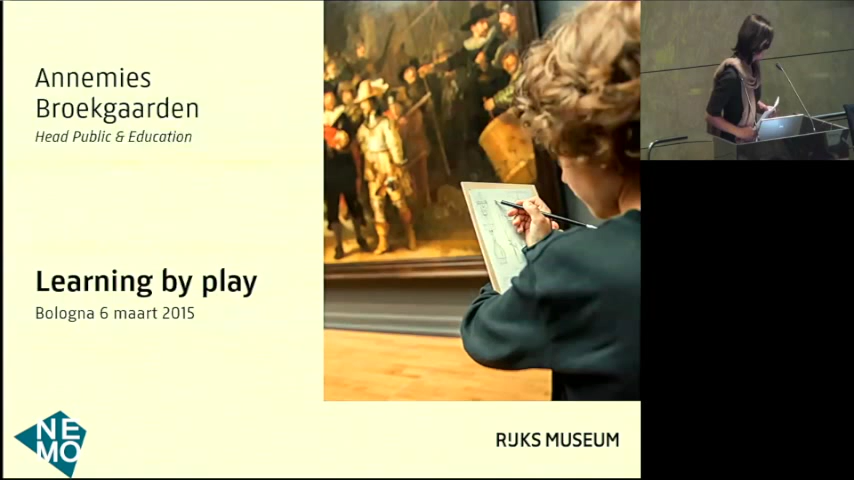 Annemies
Broekgaarden
Head Public & Education
Learning by play
Bologna 6 maart 2015
NE
MO
RIJKS MUSEUM